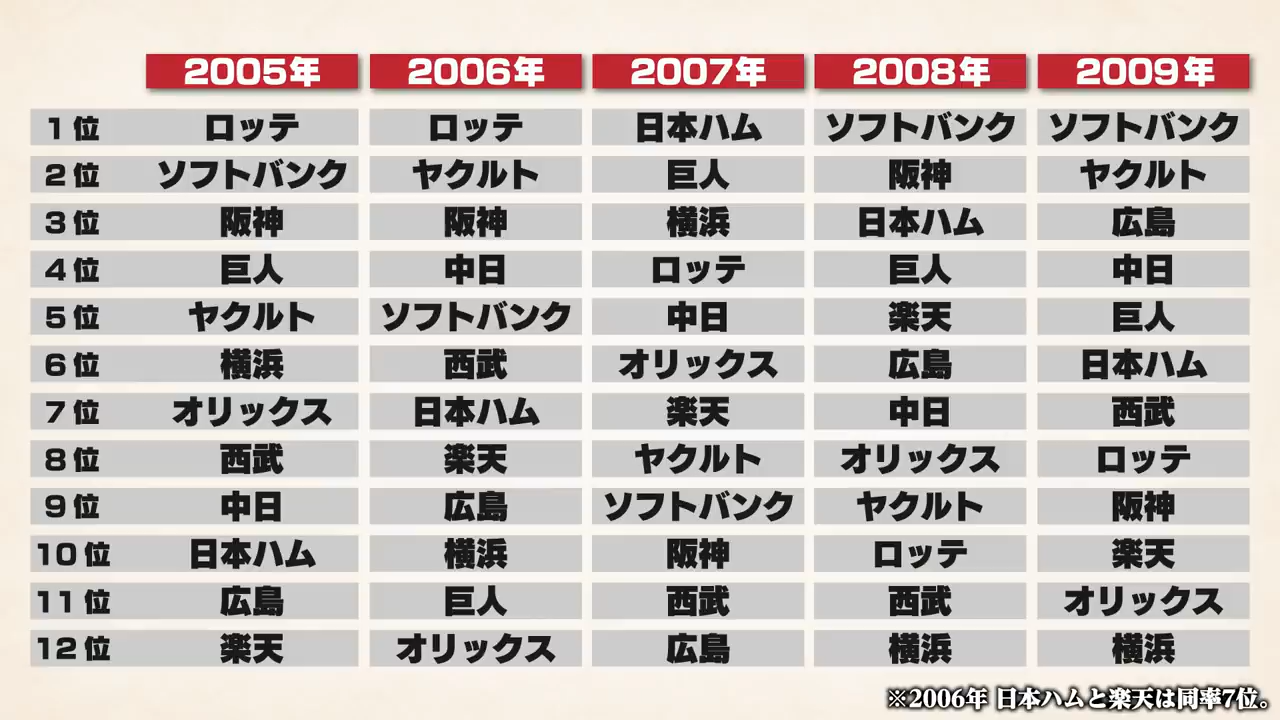 2005年 2006年 2007年 2008年 2009年
1位 ロッテ ロッテ 日本ハム ソフトバンク ソフトバンク
2位 ソフトバンク ヤクルト 巨人 阪神 ヤクルト
3位 阪神 阪神 横浜 日本ハム 広島
4位 巨人 中日 ロッテ 巨人 中日
5位 ヤクルト ソフトバンク 中日 楽天 巨人
6位 横浜 西武 オリックス 広島 日本ハム
7位 オリックス 日本ハム 楽天 中日 西武
8位 西武 楽天 ヤクルト オリックス ロッテ
9位 中日 広島 ソフトバンク ヤクルト 阪神
10位 日本ハム 横浜 阪神 ロッテ 楽天
11位 広島 巨人 西武 西武 オリックス
12位 楽天 オリックス 広島 横浜 横浜
※2006年 日本ハムと楽天は同率7位。